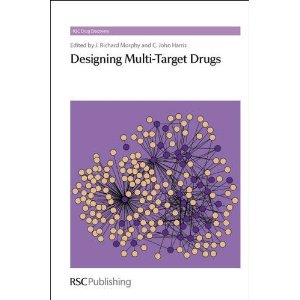 RSC Drug Discovery
Edited by J. Richard Morphy and C. John Harris
Designing Multi-Target Drugs
RSCPublishing